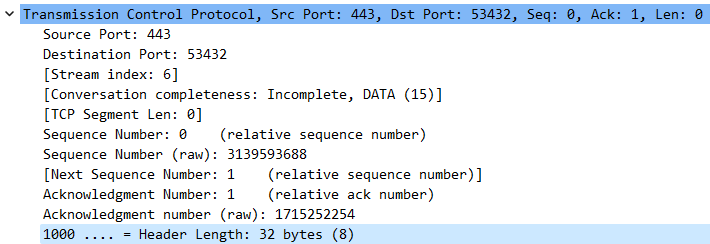 Transmission Control Protocol, Src Port: 443, Dst Port: 53432, Seq: 0, Ack: 1, Len: 0
Source Port: 443
Destination Port: 53432
[Stream index: 6]
[Conversation completeness: Incomplete, DATA (15)]
[TCP Segment Len: 0]
Sequence Number: 0    (relative sequence number)
Sequence Number (raw): 3139593688
[Next Sequence Number: 1    (relative sequence number)]
Acknowledgment Number: 1    (relative ack number)
Acknowledgment number (raw): 1715252254
1000 .... = Header Length: 32 bytes (8)